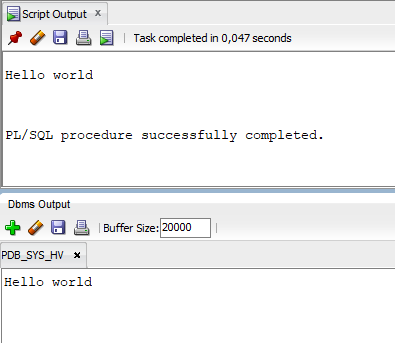 Script Output x
Task completed in 0,047 seconds
Hello world
PL/SQL procedure successfully completed.
Dbms Output
Buffer Size: 20000
PDB_SYS_HV x
Hello world